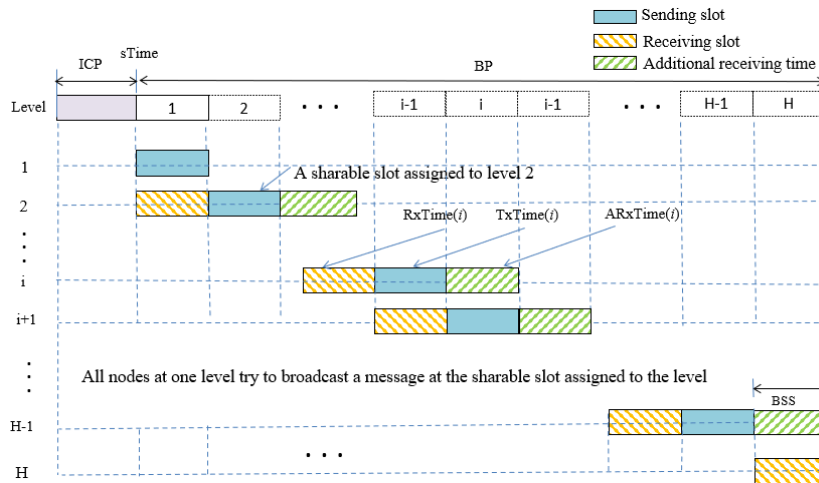 Sending slot
Receiving slot
Additional receiving time
ICP
sTime
BP
Level
1
2
. . .
i-1
i
i-1
. . .
H-1
H
1
A sharable slot assigned to level 2
2
RxTime(i)
TxTime(i)
ARxTime(i)
i
i+1
All nodes at one level try to broadcast a message at the sharable slot assigned to the level
BSS
H-1
. . .
H